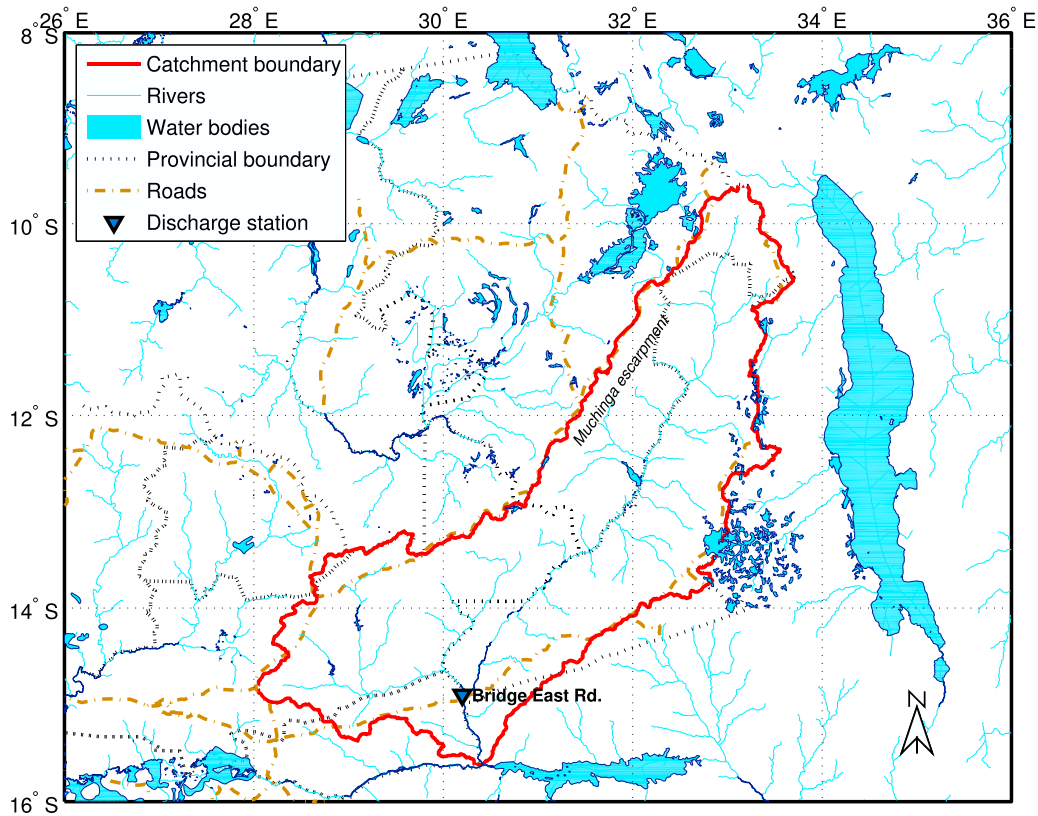 26° E 28° E 30° E 32° E 34° E 36° E
8° S
Catchment boundary
Rivers
Water bodies
Provincial boundary
Roads
Discharge station
10° S
Muchinga escarpment
12° S
14° S
Bridge East Rd.
N
16° S